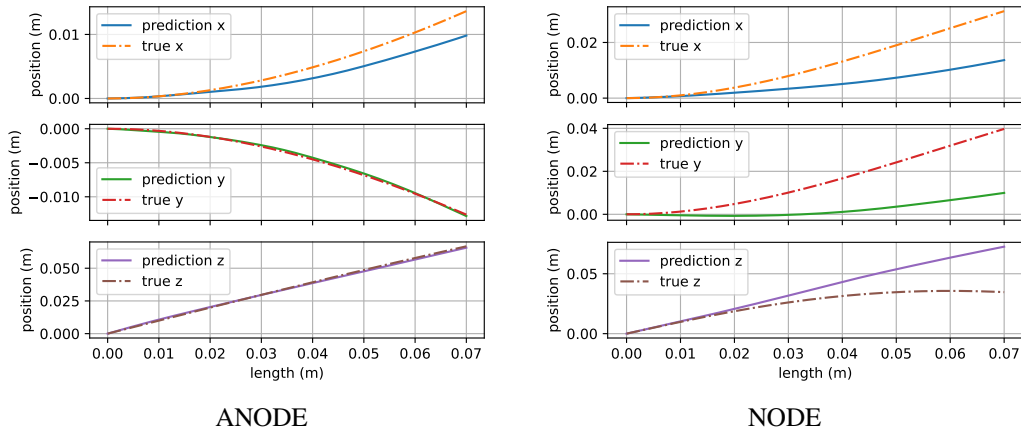 position (m)
0.01
0.00
prediction x
true x
position (m)
0.000
−0.005
−0.010
prediction y
true y
position (m)
0.050
0.025
0.000
prediction z
true z
0.00 0.01 0.02 0.03 0.04 0.05 0.06 0.07
length (m)
ANODE
position (m)
0.02
0.00
prediction x
true x
position (m)
0.04
0.02
0.00
prediction y
true y
position (m)
0.05
0.00
prediction z
true z
0.00 0.01 0.02 0.03 0.04 0.05 0.06 0.07
length (m)
NODE